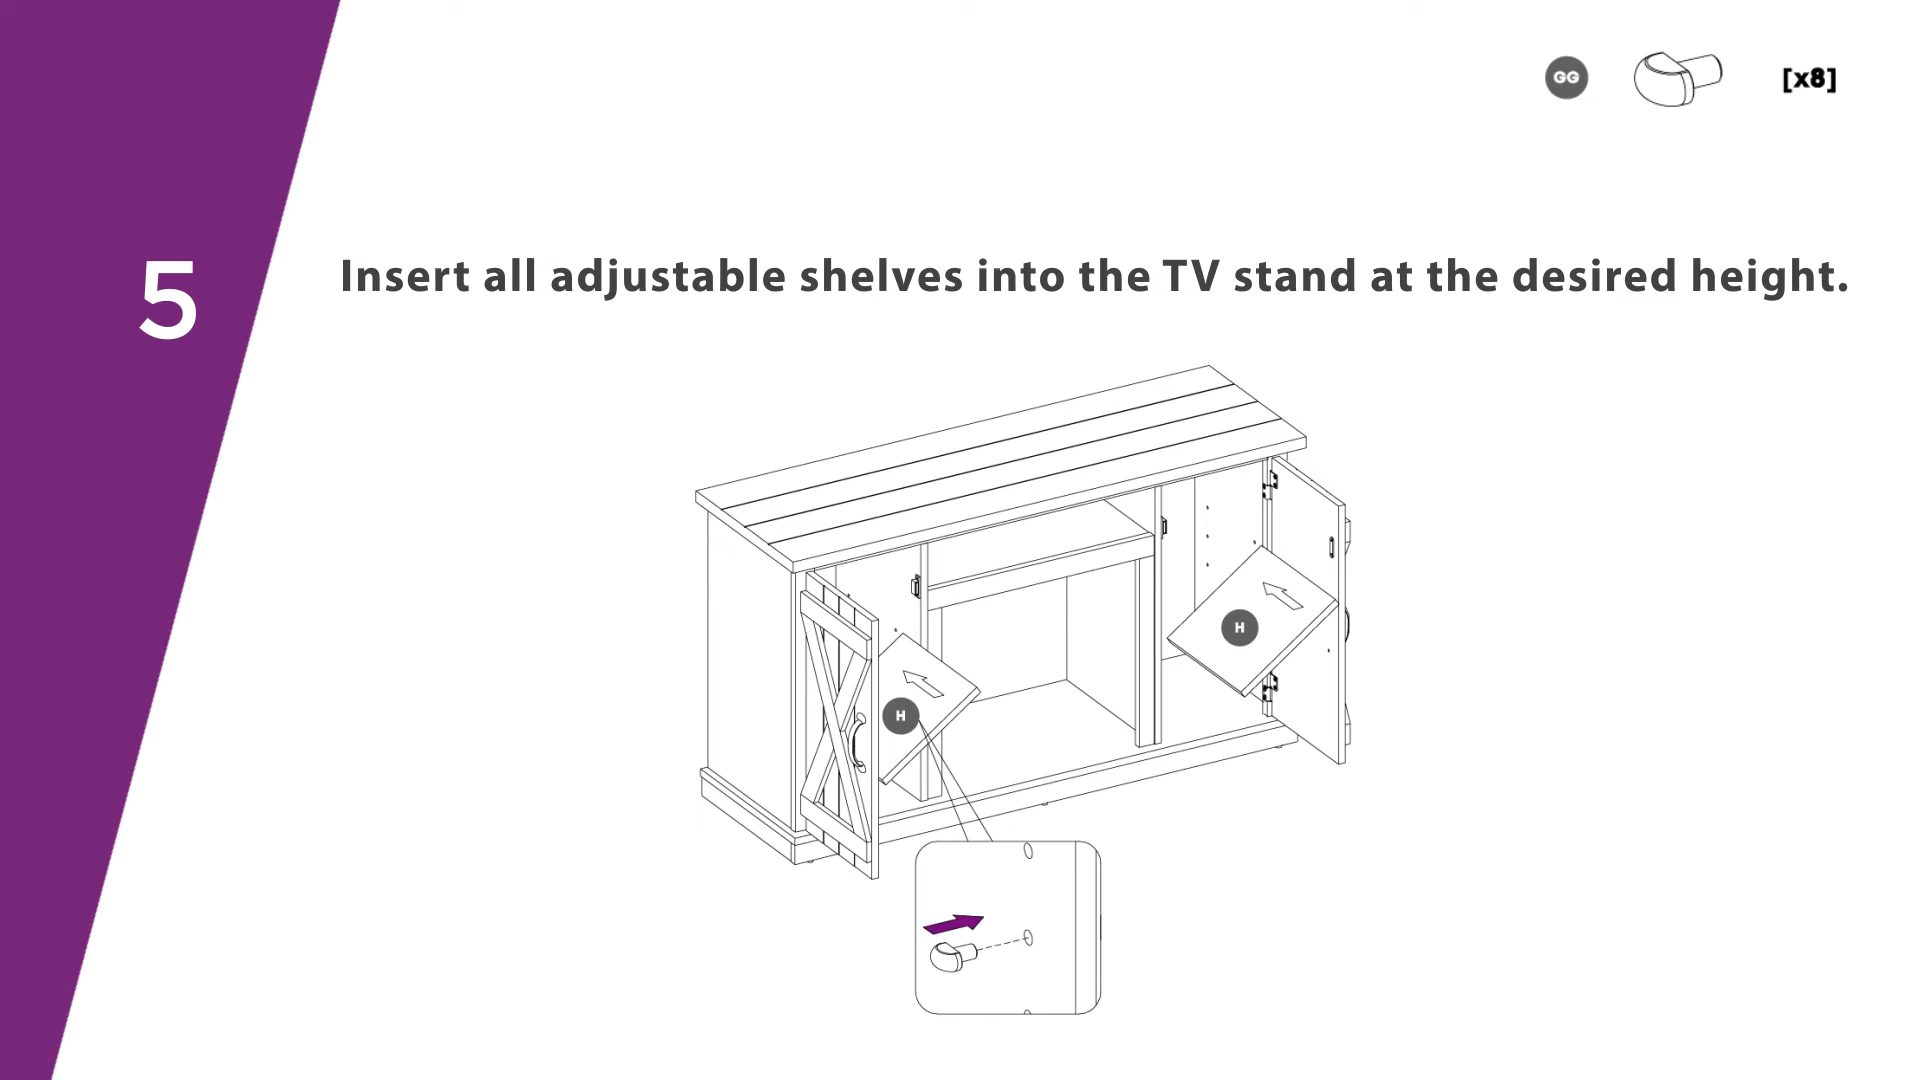 GG [x8]
5
Insert all adjustable shelves into the TV stand at the desired height.
H
H